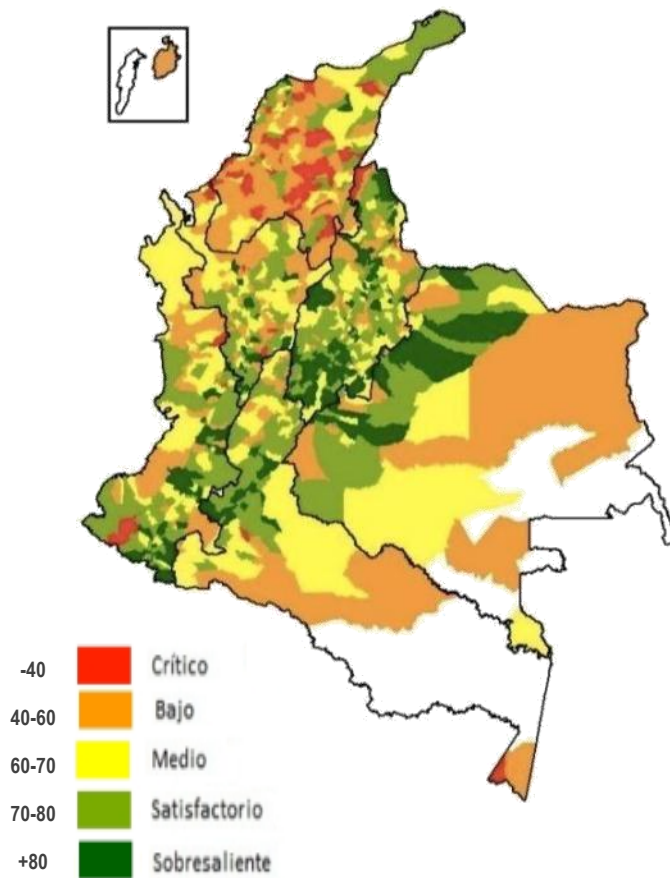 -40 Crítico
40-60 Bajo
60-70 Medio
70-80 Satisfactorio
+80 Sobresaliente